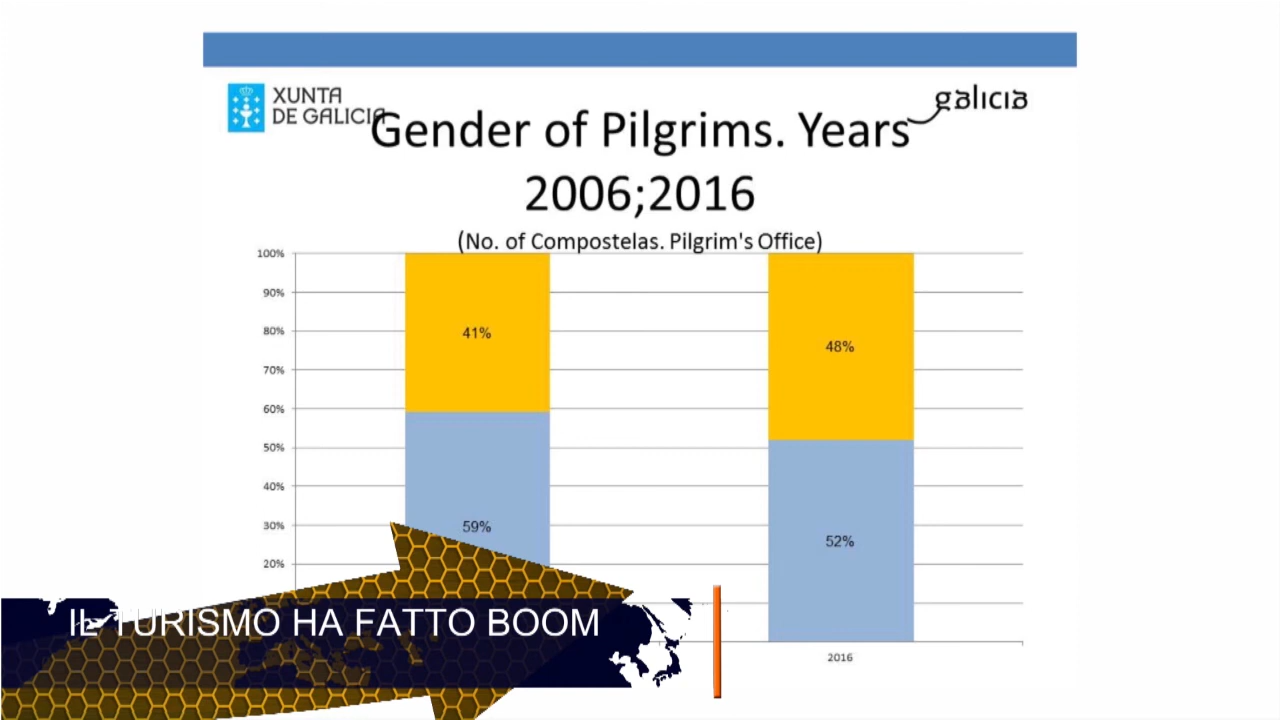 XUNTA
DE GALICIA
galicia
Gender of Pilgrims. Years
2006;2016
(No. of Compostelas. Pilgrim's Office)
100%
90%
80%
70%
60%
50%
40%
30%
20%
41%
48%
59%
52%
2016
IL TURISMO HA FATTO BOOM